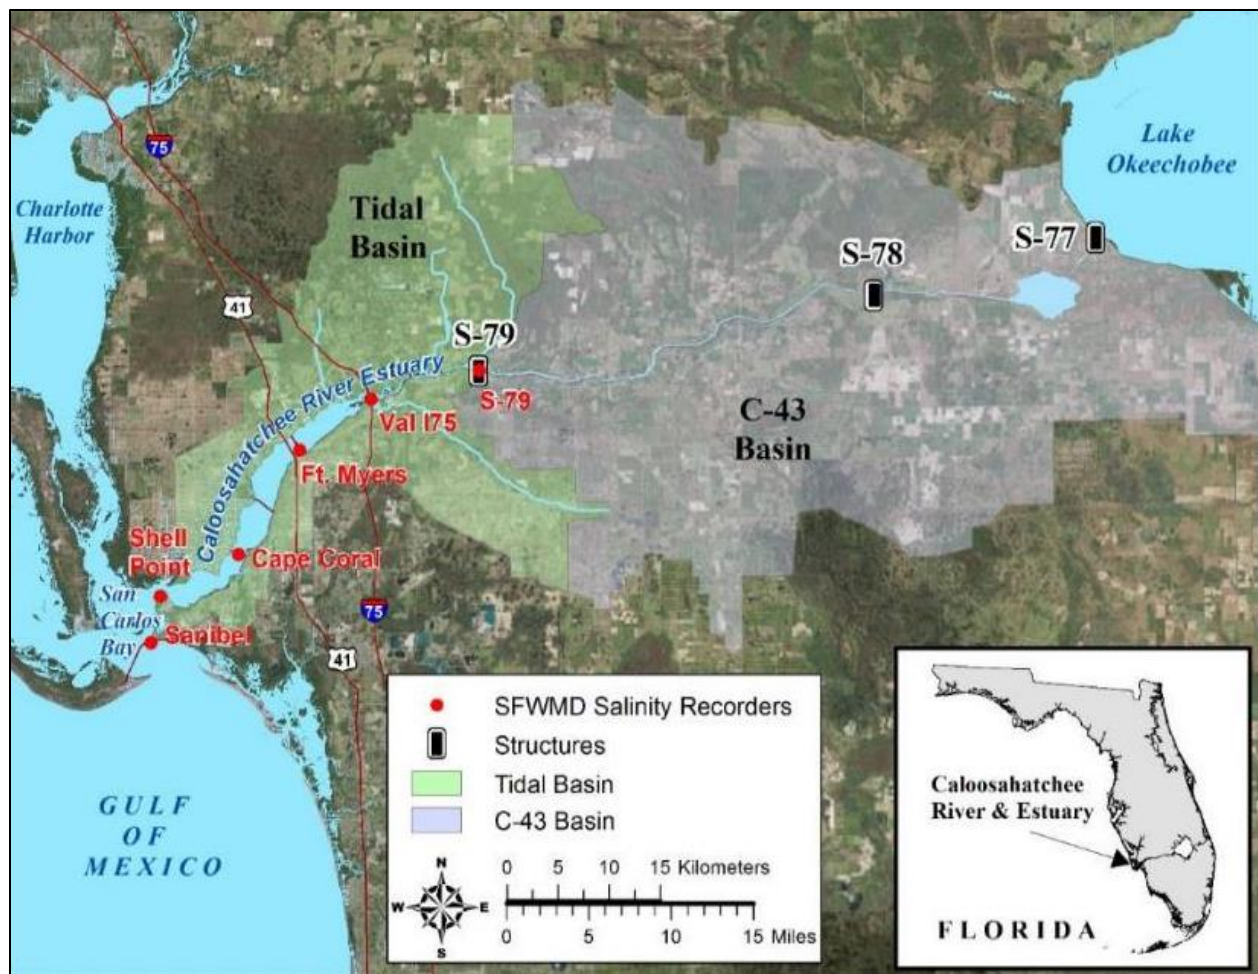 75
Lake
Okeechobee
Charlotte
Harbor
Tidal
Basin
S-77
S-78
41
S-79
S-79
Caloosahatchee River Estuary
Val I75
C-43
Basin
Ft. Myers
Shell
Point
Cape Coral
San
Carlos
Bay
Sanibel
75
41
GULF
OF
MEXICO
SFWMD Salinity Recorders
Structures
Tidal Basin
C-43 Basin
N
W E
S
0 5 10 15 Kilometers
0 5 10 15 Miles
Caloosahatchee
River & Estuary
FLORIDA